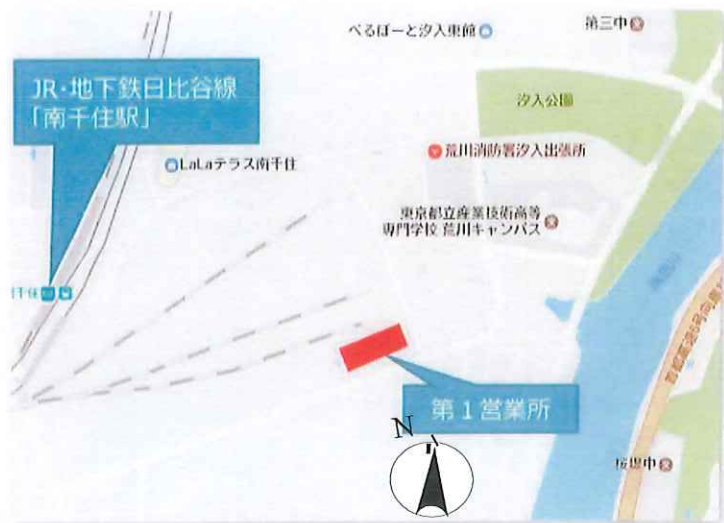 べるぽーと汐入東館
第三中
JR・地下鉄日比谷線
「南千住駅」
汐入公園
荒川消防署汐入出張所
LaLaテラス南千住
東京都立産業技術高等
専門学校 荒川キャンパス
千住
第1営業所
N
桜堤中